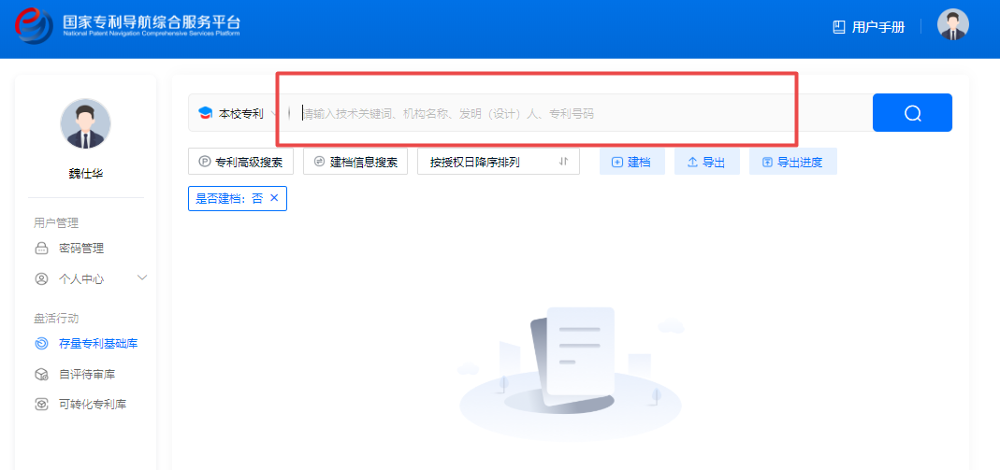 国家专利导航综合服务平台
National Patent Navigation Comprehensive Services Platform
用户手册
魏仕华
用户管理
密码管理
个人中心
盘活行动
存量专利基础库
自评待审库
可转化专利库
本校专利
请输入技术关键词、机构名称、发明（设计）人、专利号码
专利高级搜索
建档信息搜索
按授权日降序排列
建档
导出
导出进度
是否建档：否 ×